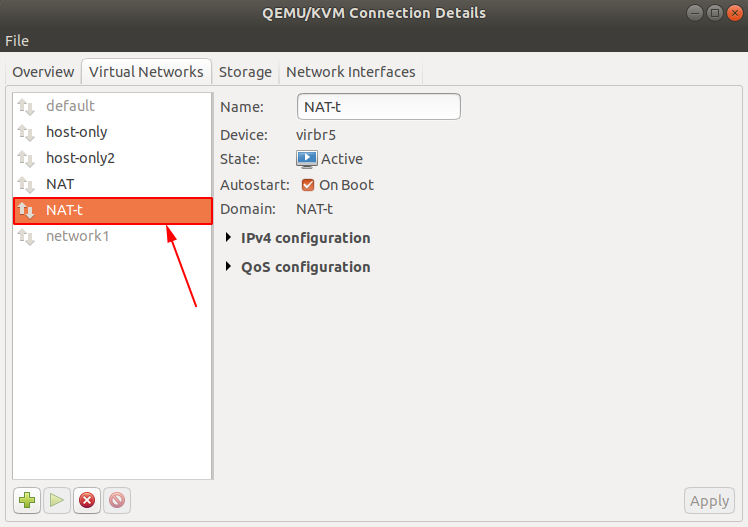 QEMU/KVM Connection Details
File
Overview Virtual Networks Storage Network Interfaces
default
host-only
host-only2
NAT
NAT-t
network1
Name: NAT-t
Device: virbr5
State: Active
Autostart: On Boot
Domain: NAT-t
IPv4 configuration
QoS configuration
Apply